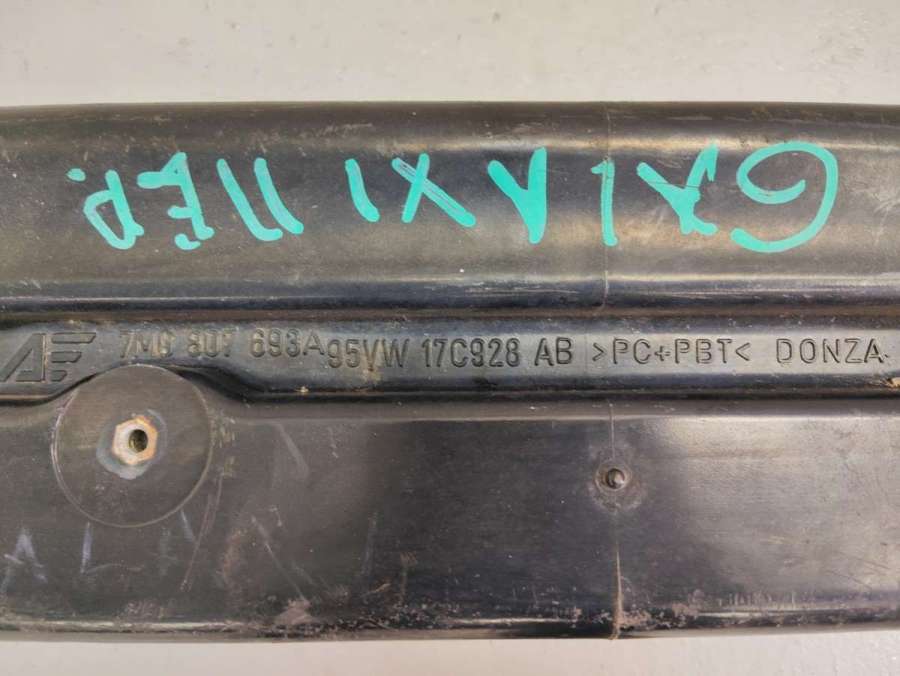 GALAXI ПЕР.
7M0 807 693A 95VW 17C928 AB >PC+PBT< DONZA